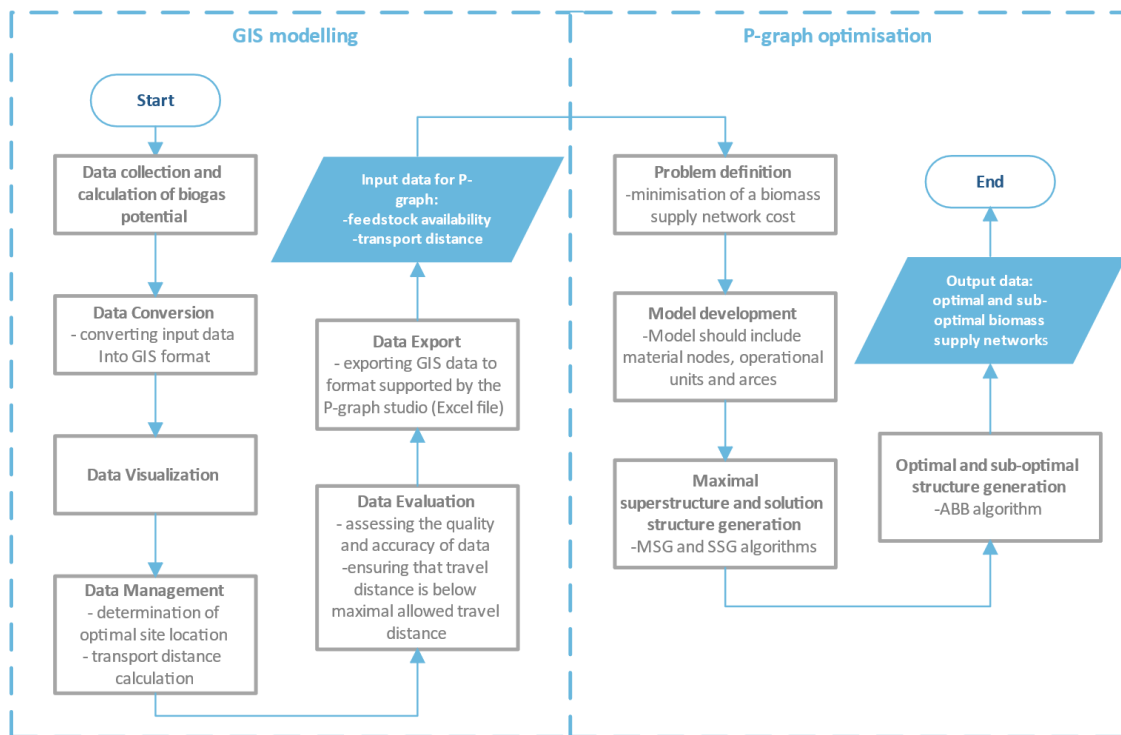 GIS modelling
Start
Data collection and
calculation of biogas
potential
Data Conversion
- converting input data
Into GIS format
Data Visualization
Data Management
- determination of
optimal site location
- transport distance
calculation
Data Evaluation
- assessing the quality
and accuracy of data
-ensuring that travel
distance is below
maximal allowed travel
distance
Data Export
- exporting GIS data to
format supported by the
P-graph studio (Excel file)
Input data for P-
graph:
-feedstock availability
-transport distance
P-graph optimisation
Problem definition
-minimisation of a biomass
supply network cost
Model development
-Model should include
material nodes, operational
units and arces
Maximal
superstructure and solution
structure generation
-MSG and SSG algorithms
Optimal and sub-optimal
structure generation
-ABB algorithm
Output data:
optimal and sub-
optimal biomass
supply networks
End